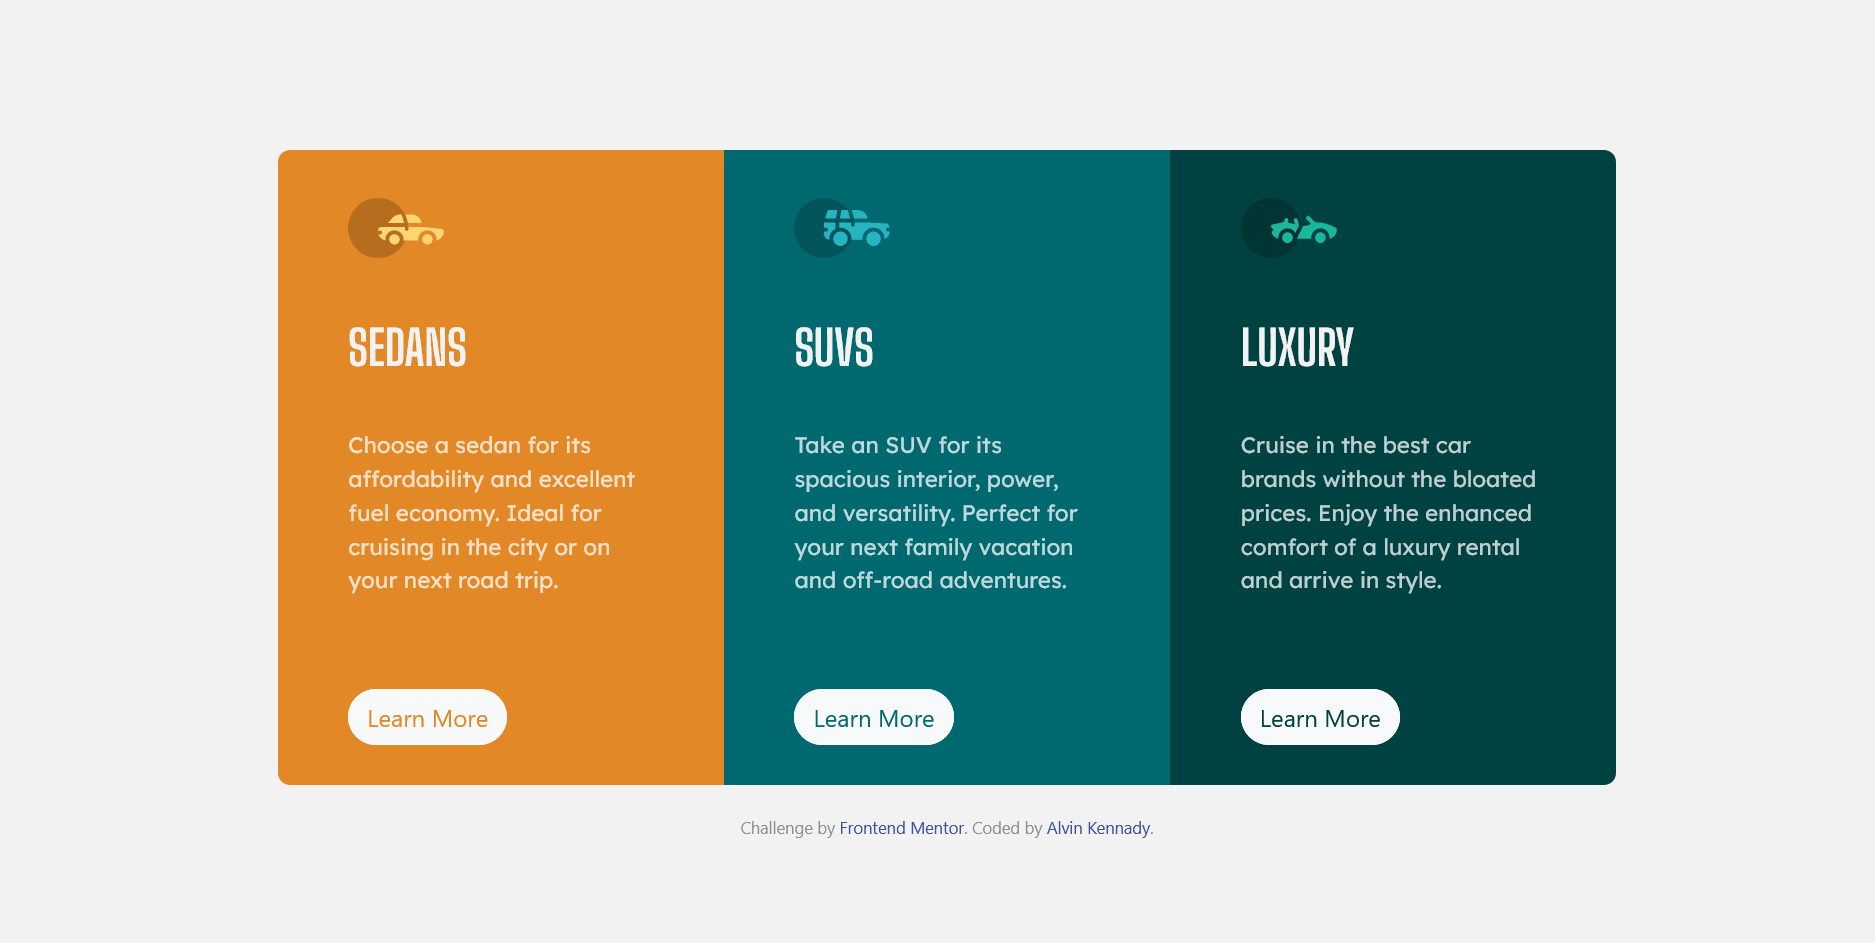 SEDANS
Choose a sedan for its
affordability and excellent
fuel economy. Ideal for
cruising in the city or on
your next road trip.
Learn More
SUVS
Take an SUV for its
spacious interior, power,
and versatility. Perfect for
your next family vacation
and off-road adventures.
Learn More
LUXURY
Cruise in the best car
brands without the bloated
prices. Enjoy the enhanced
comfort of a luxury rental
and arrive in style.
Learn More
Challenge by Frontend Mentor. Coded by Alvin Kennady.